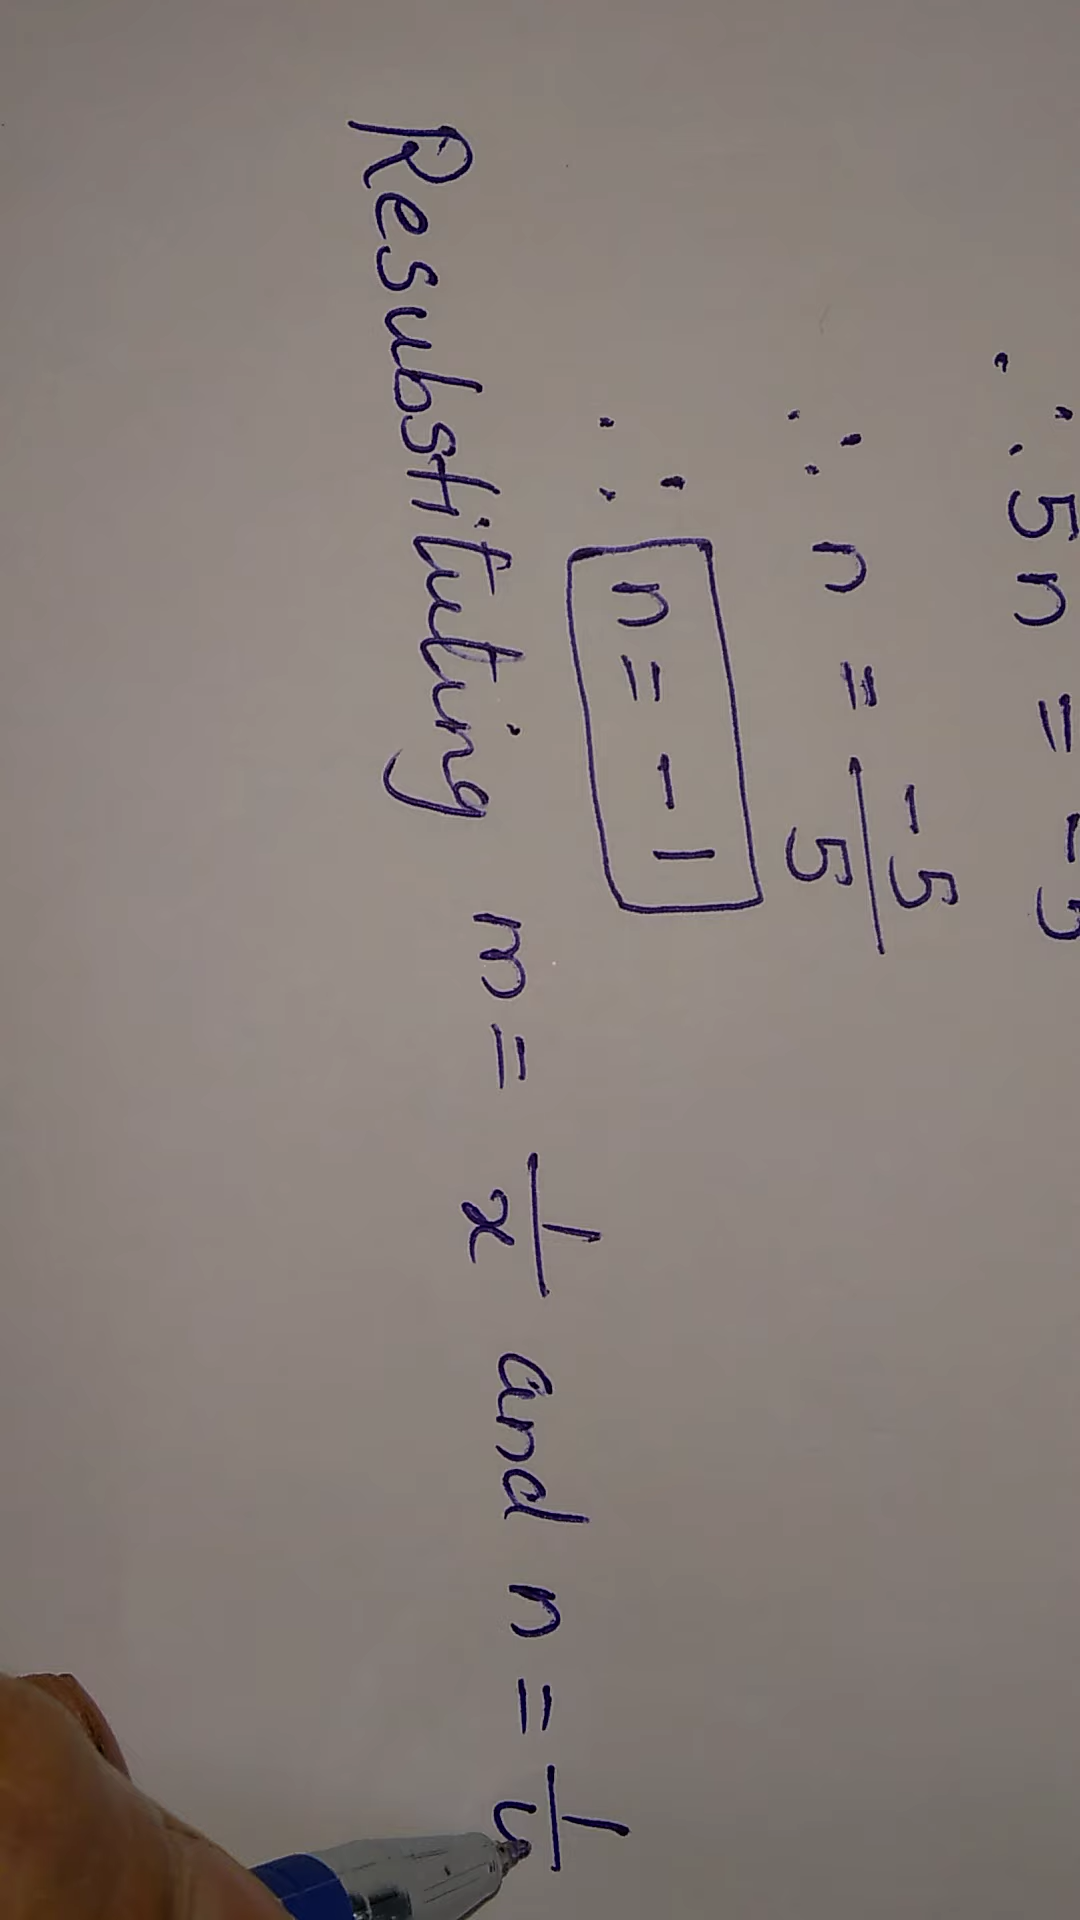 ∴ 5n = -5
∴ n = -5/5
∴ n = -1
Resubstituting m = 1/x and n = 1/y